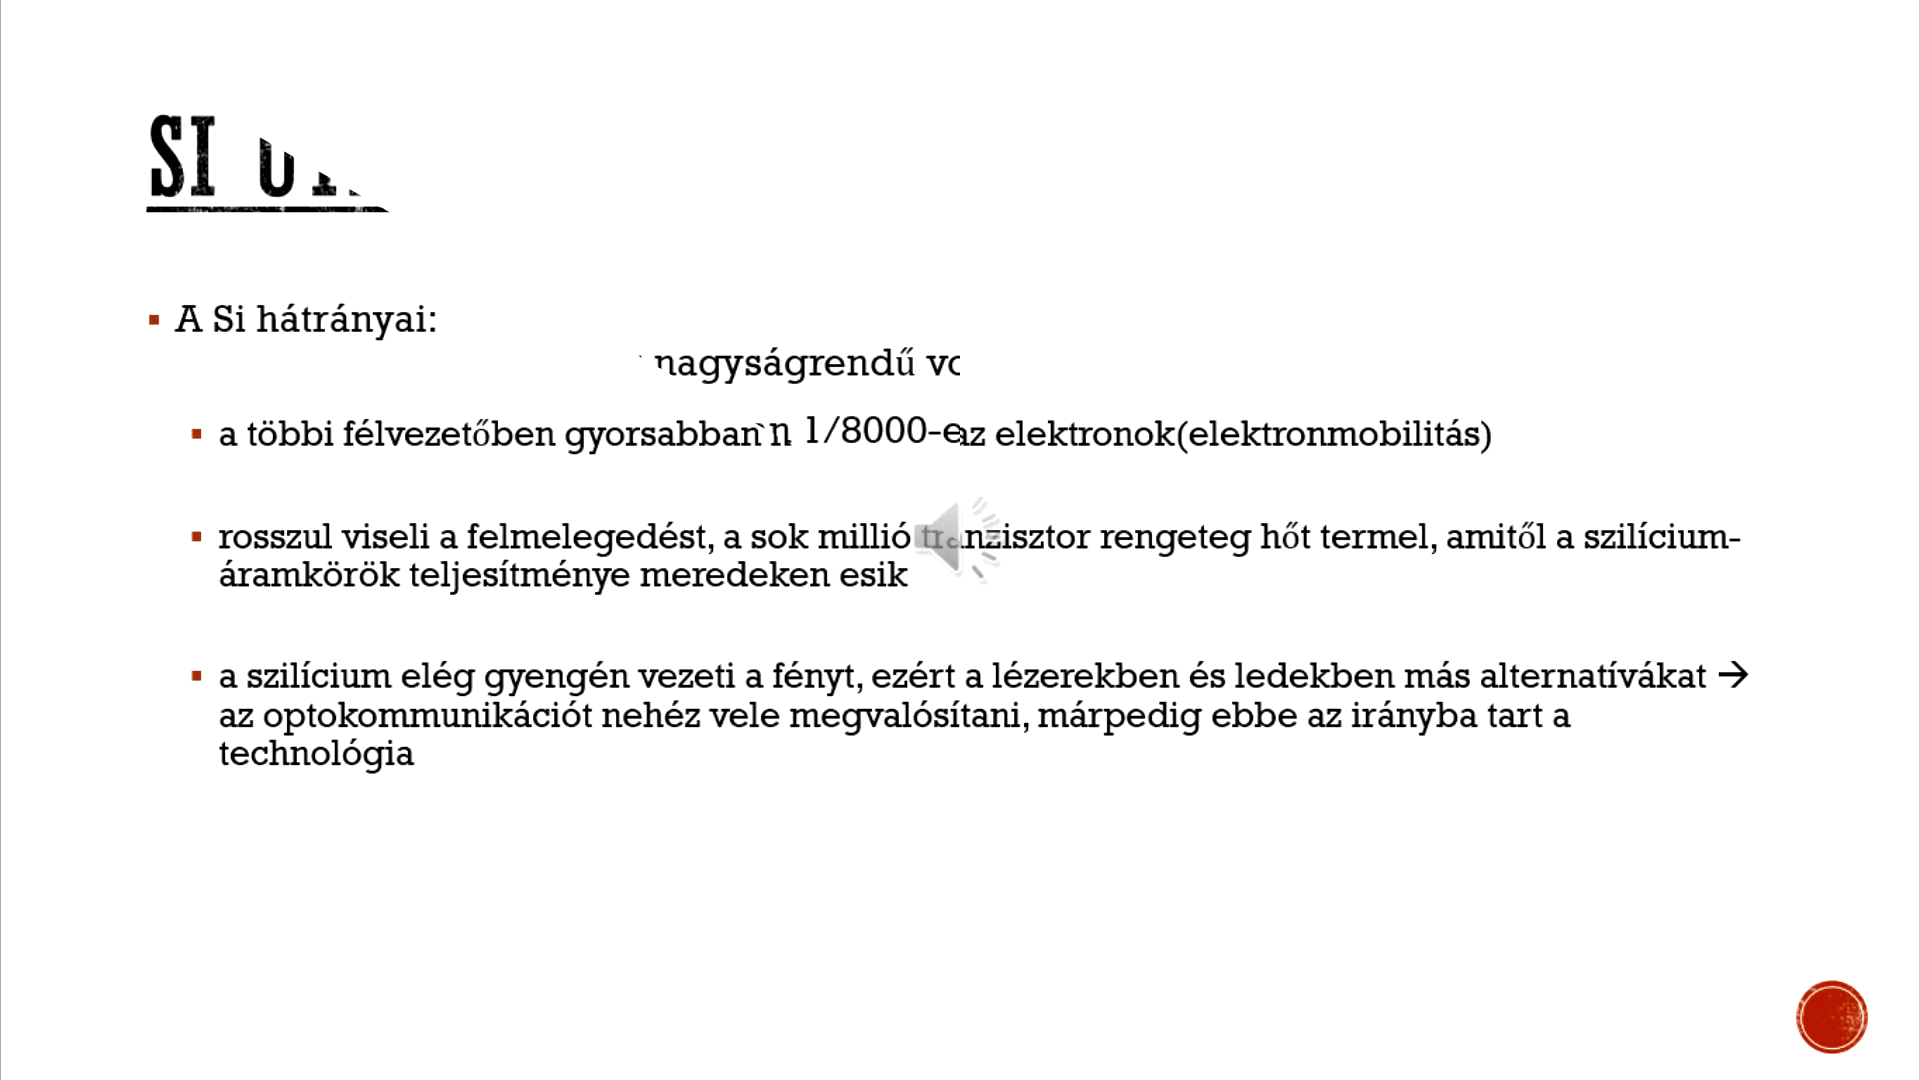 SI
A Si hátrányai:
nagyságrendű
a többi félvezetőben gyorsabban 1/8000-e az elektronok(elektronmobilitás)
rosszul viseli a felmelegedést, a sok millió tranzisztor rengeteg hőt termel, amitől a szilícium-
áramkörök teljesítménye meredeken esik
a szilícium elég gyengén vezeti a fényt, ezért a lézerekben és ledekben más alternatívákat →
az optokommunikációt nehéz vele megvalósítani, márpedig ebbe az irányba tart a
technológia